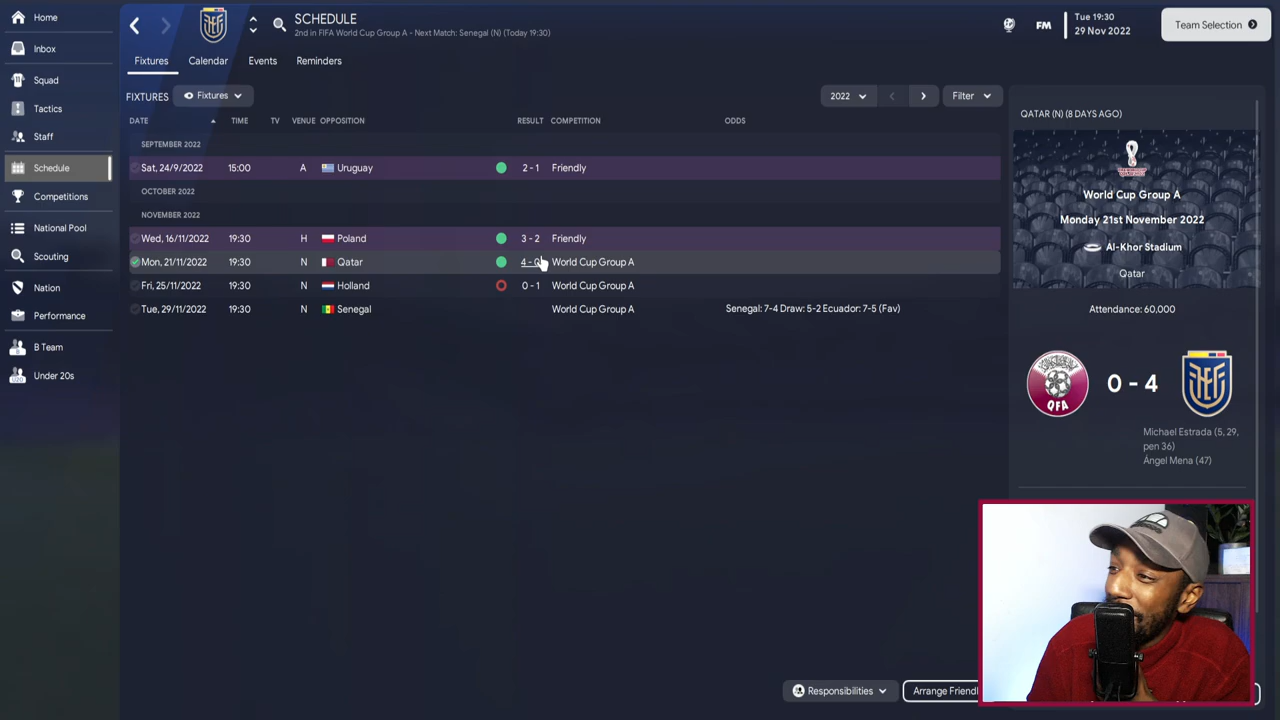 Home
Inbox
Squad
Tactics
Staff
Schedule
Competitions
National Pool
Scouting
Nation
Performance
B Team
Under 20s
SCHEDULE
2nd in FIFA World Cup Group A - Next Match: Senegal (N) (Today 19:30)
FM
Tue 19:30
29 Nov 2022
Team Selection
Fixtures Calendar Events Reminders
FIXTURES Fixtures 2022 Filter
DATE TIME TV VENUE OPPOSITION RESULT COMPETITION ODDS
SEPTEMBER 2022
Sat, 24/9/2022 15:00 A Uruguay 2 - 1 Friendly
OCTOBER 2022
NOVEMBER 2022
Wed, 16/11/2022 19:30 H Poland 3 - 2 Friendly
Mon, 21/11/2022 19:30 N Qatar 4 - 0 World Cup Group A
Fri, 25/11/2022 19:30 N Holland 0 - 1 World Cup Group A
Tue, 29/11/2022 19:30 N Senegal World Cup Group A Senegal: 7-4 Draw: 5-2 Ecuador: 7-5 (Fav)
QATAR (N) (8 DAYS AGO)
World Cup Group A
Monday 21st November 2022
Al-Khor Stadium
Qatar
Attendance: 60,000
QFA
0 - 4
Michael Estrada (5, 29,
pen 36)
Ángel Mena (47)
Responsibilities
Arrange Friend